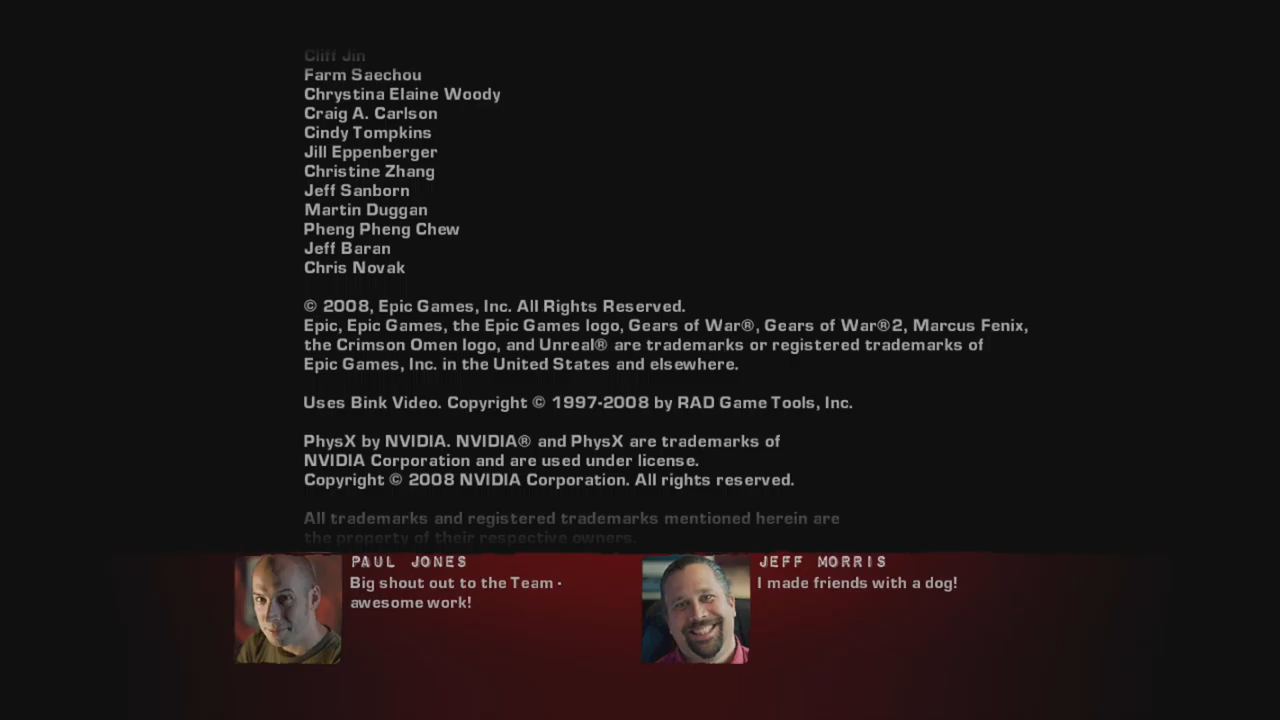 Cliff Jin
Farm Saechou
Chrystina Elaine Woody
Craig A. Carlson
Cindy Tompkins
Jill Eppenberger
Christine Zhang
Jeff Sanborn
Martin Duggan
Pheng Pheng Chew
Jeff Baran
Chris Novak
© 2008, Epic Games, Inc. All Rights Reserved.
Epic, Epic Games, the Epic Games logo, Gears of War®, Gears of War®2, Marcus Fenix,
the Crimson Omen logo, and Unreal® are trademarks or registered trademarks of
Epic Games, Inc. in the United States and elsewhere.
Uses Bink Video. Copyright © 1997-2008 by RAD Game Tools, Inc.
PhysX by NVIDIA. NVIDIA® and PhysX are trademarks of
NVIDIA Corporation and are used under license.
Copyright © 2008 NVIDIA Corporation. All rights reserved.
All trademarks and registered trademarks mentioned herein are
the property of their respective owners.
PAUL JONES
Big shout out to the Team -
awesome work!
JEFF MORRIS
I made friends with a dog!